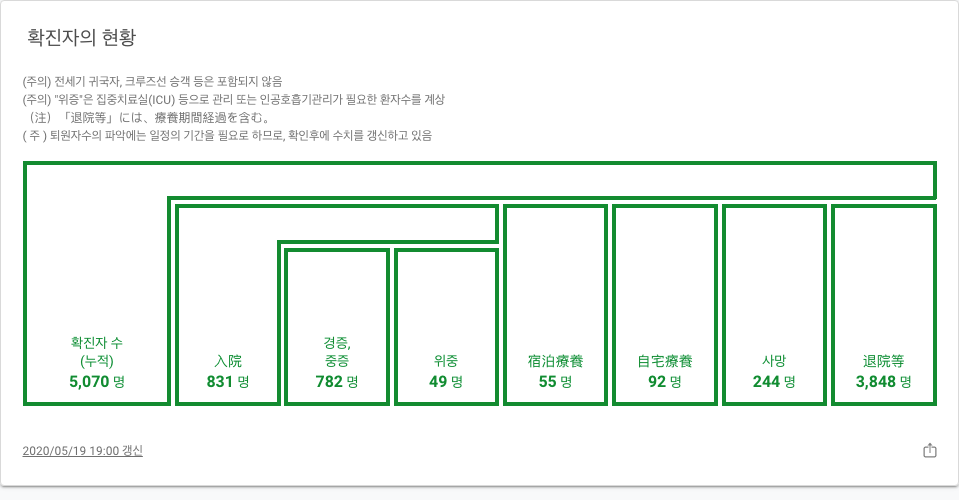 확진자의 현황
(주의) 전세기 귀국자, 크루즈선 승객 등은 포함되지 않음
(주의) "위증"은 집중치료실(ICU) 등으로 관리 또는 인공호흡기관리가 필요한 환자수를 계상
（注）「退院等」には、療養期間経過を含む。
( 주 ) 퇴원자수의 파악에는 일정의 기간을 필요로 하므로, 확인후에 수치를 갱신하고 있음
확진자 수
(누적)
5,070 명
入院
831 명
경증,
중증
782 명
위중
49 명
宿泊療養
55 명
自宅療養
92 명
사망
244 명
退院等
3,848 명
2020/05/19 19:00 갱신